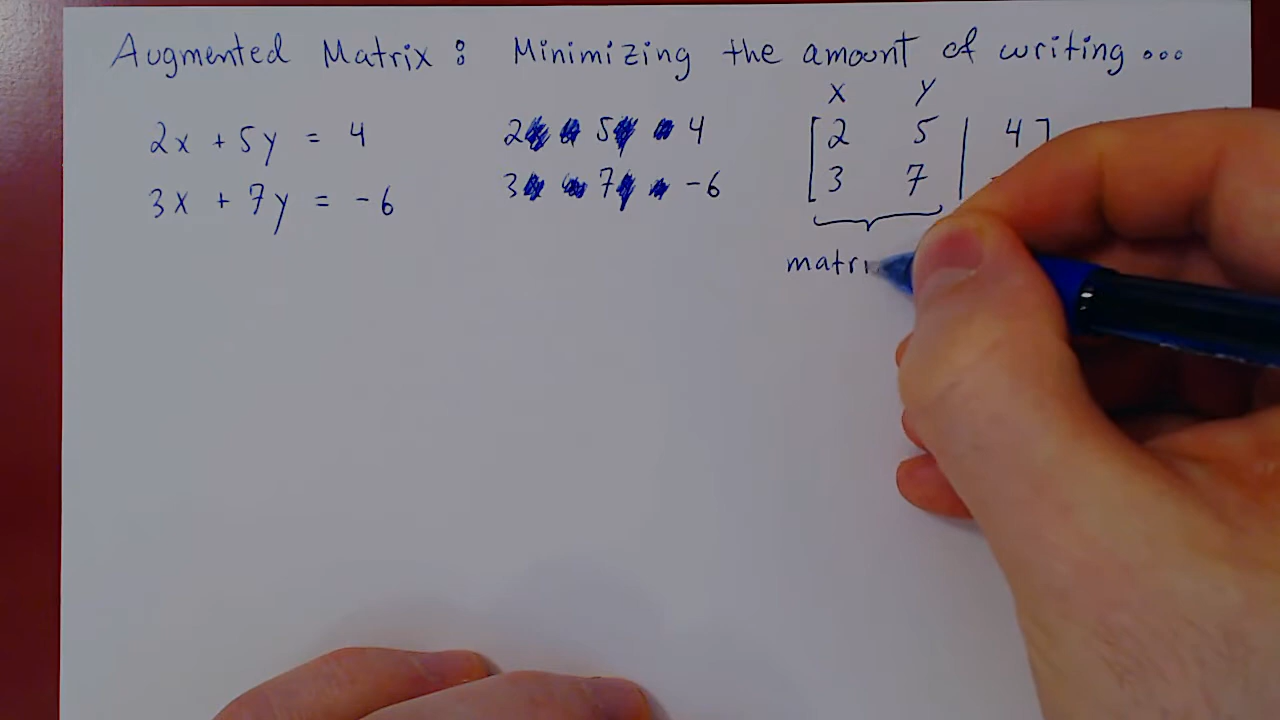 Augmented Matrix: Minimizing the amount of writing...
2x + 5y = 4
3x + 7y = -6
2 5 4
3 7 -6
x y
[2 5 | 4]
[3 7 |
matri